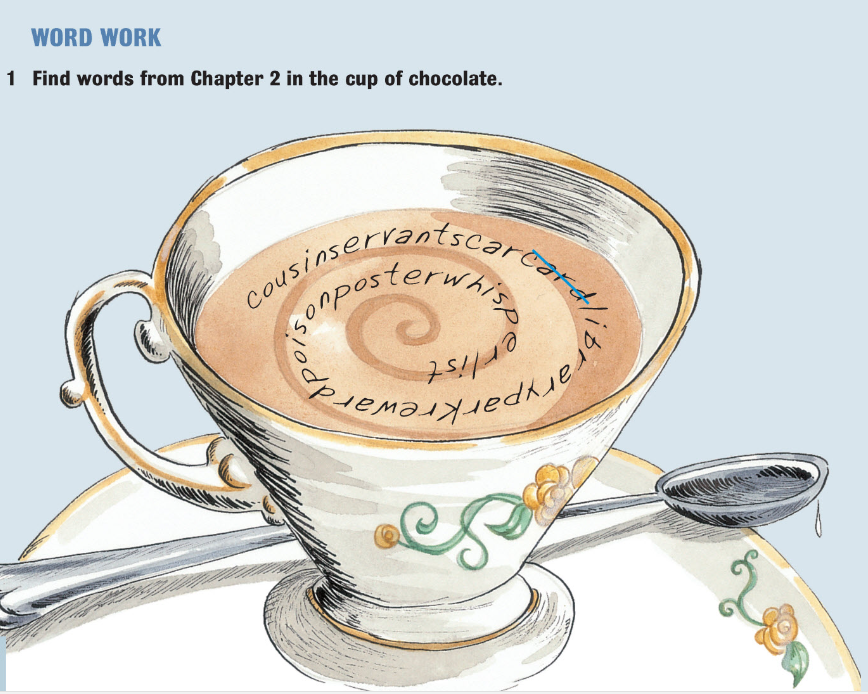 WORD WORK
1 Find words from Chapter 2 in the cup of chocolate.
cousinservantscarcardlibraryparkrewardpoisonposterwhisperlist